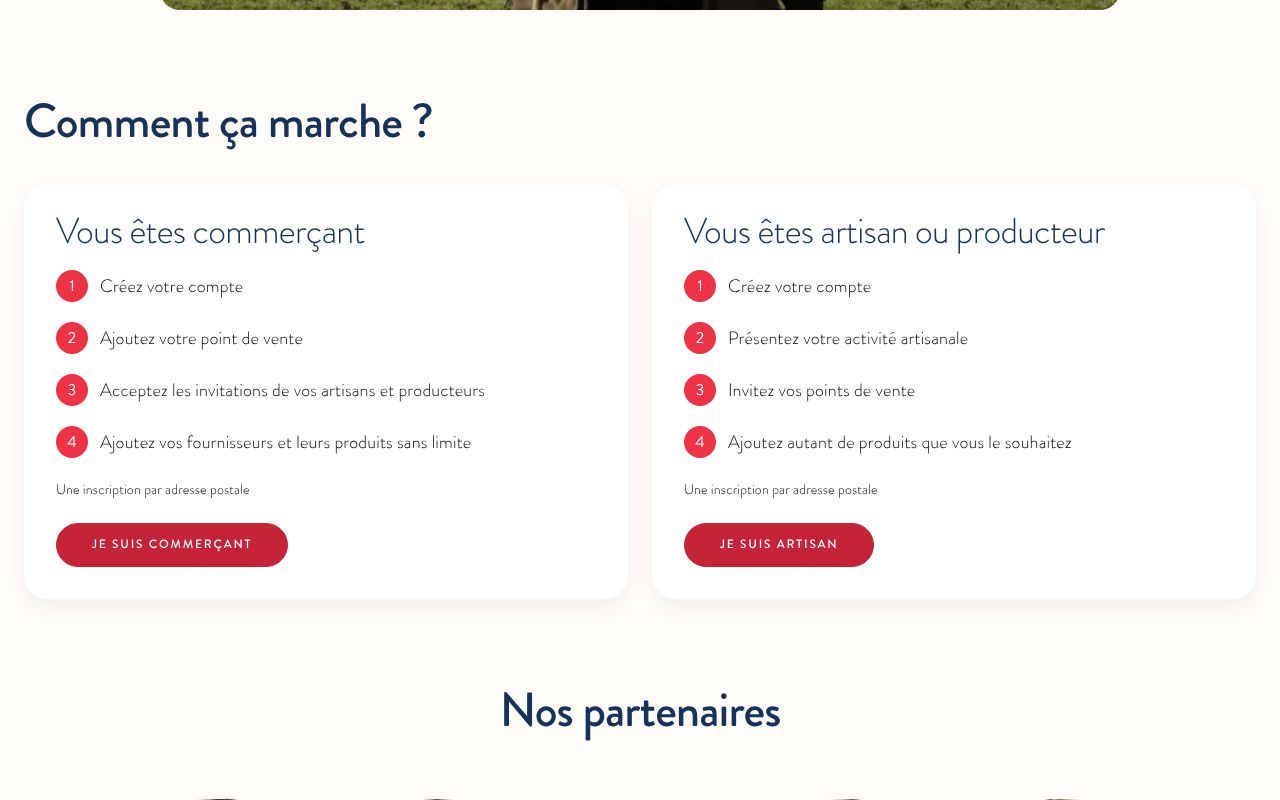 Comment ça marche ?
Vous êtes commerçant
1 Créez votre compte
2 Ajoutez votre point de vente
3 Acceptez les invitations de vos artisans et producteurs
4 Ajoutez vos fournisseurs et leurs produits sans limite
Une inscription par adresse postale
JE SUIS COMMERÇANT
Vous êtes artisan ou producteur
1 Créez votre compte
2 Présentez votre activité artisanale
3 Invitez vos points de vente
4 Ajoutez autant de produits que vous le souhaitez
Une inscription par adresse postale
JE SUIS ARTISAN
Nos partenaires